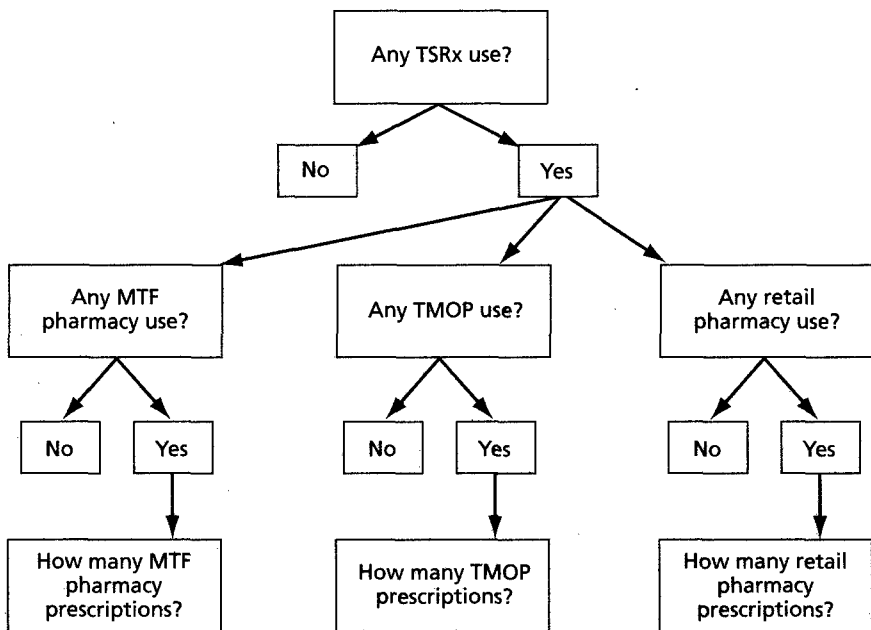 Any TSRx use?
No
Yes
Any MTF
pharmacy use?
Any TMOP use?
Any retail
pharmacy use?
No
Yes
No
Yes
No
Yes
How many MTF
pharmacy
prescriptions?
How many TMOP
prescriptions?
How many retail
pharmacy
prescriptions?